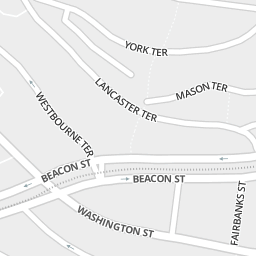 YORK TER
MASON TER
LANCASTER TER
WESTBOURNE TER
BEACON ST
BEACON ST
FAIRBANKS ST
WASHINGTON ST